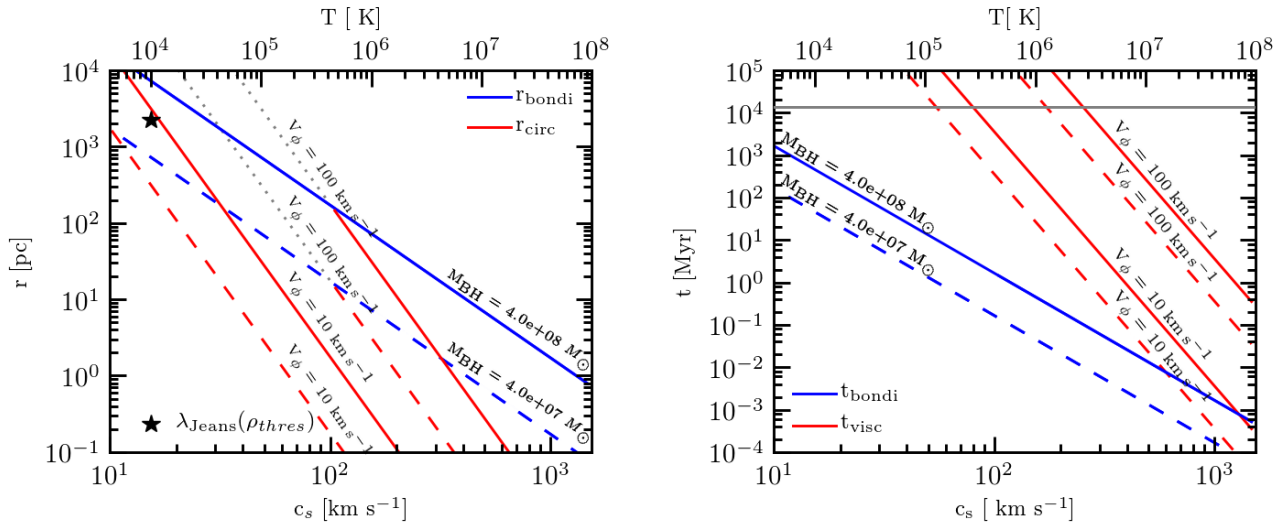 T [ K]
10^4
10^5
10^6
10^7
10^8
10^4
10^3
10^2
10^1
10^0
10^-1
r [pc]
r_bondi
r_circ
V_ϕ = 100 km s^-1
V_ϕ = 100 km s^-1
V_ϕ = 10 km s^-1
V_ϕ = 10 km s^-1
M_BH = 4.0e+08 M_⊙
M_BH = 4.0e+07 M_⊙
★ λ_Jeans(ρ_thres)
10^1
10^2
10^3
c_s [km s^-1]
T[ K]
10^4
10^5
10^6
10^7
10^8
10^5
10^4
10^3
10^2
10^1
10^0
10^-1
10^-2
10^-3
10^-4
t [Myr]
M_BH = 4.0e+08 M_⊙
M_BH = 4.0e+07 M_⊙
V_ϕ = 100 km s^-1
V_ϕ = 100 km s^-1
V_ϕ = 10 km s^-1
V_ϕ = 10 km s^-1
t_bondi
t_visc
10^1
10^2
10^3
c_s [ km s^-1]